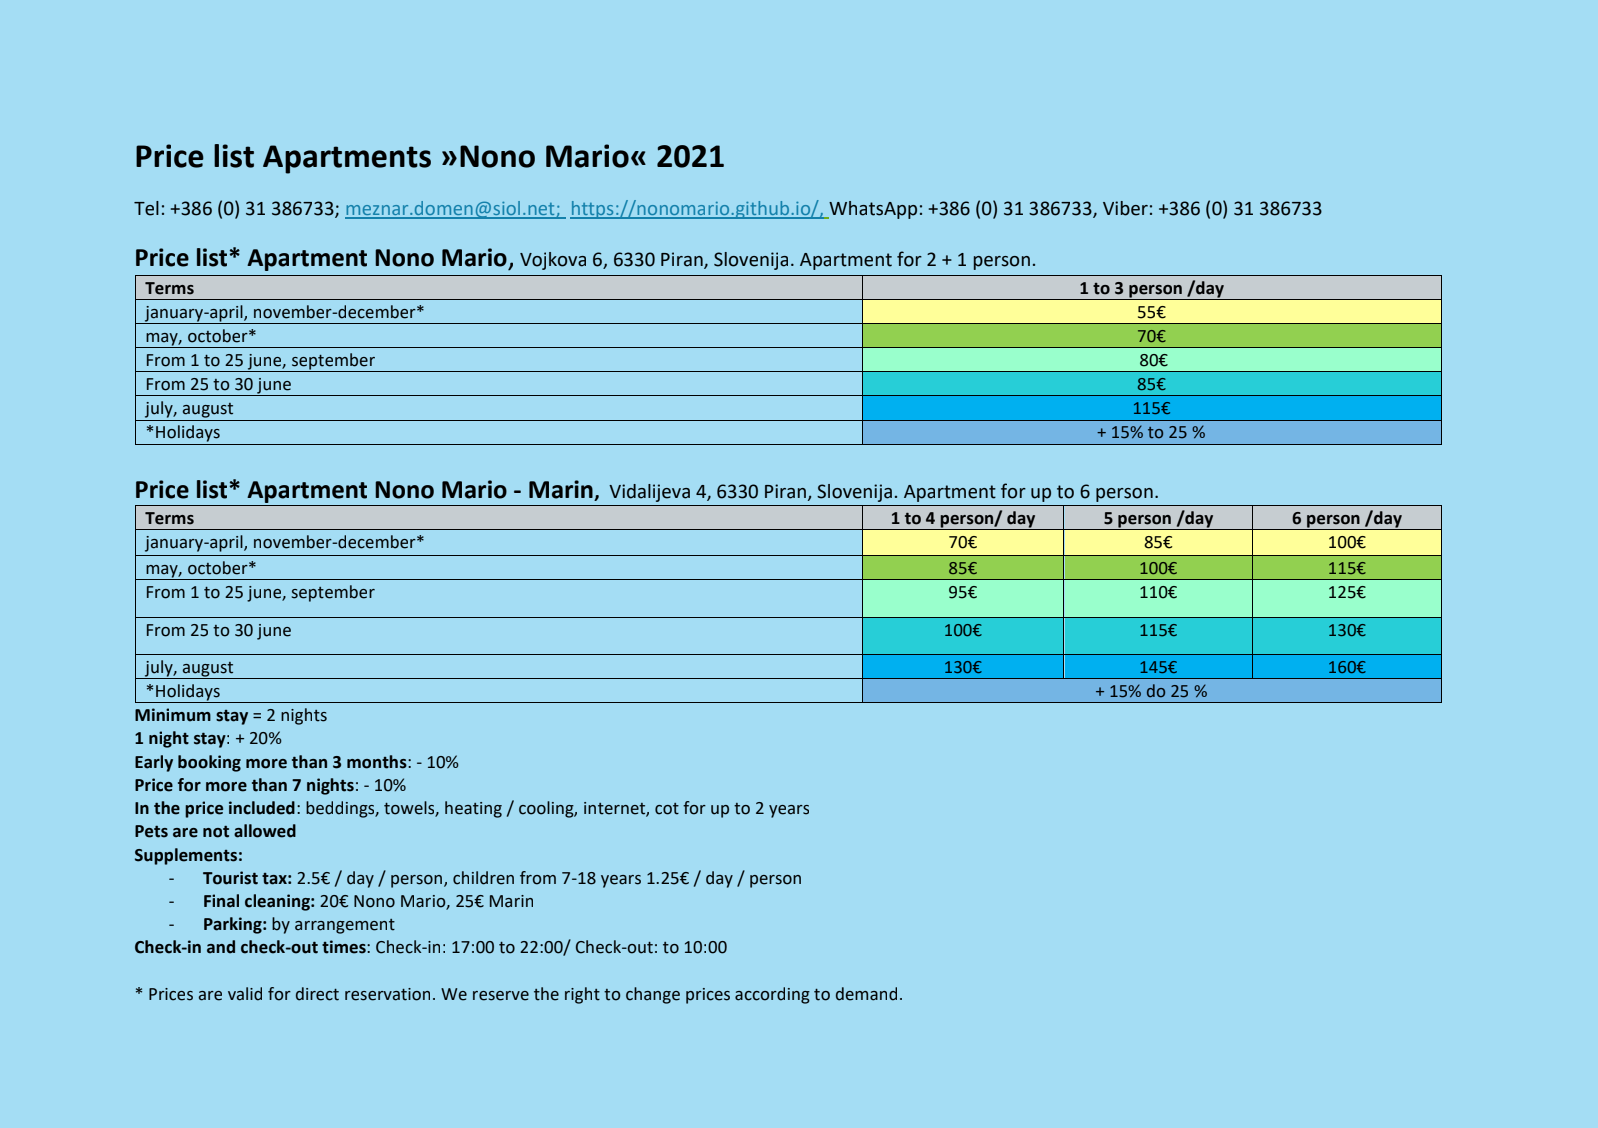 Price list Apartments »Nono Mario« 2021
Tel: +386 (0) 31 386733; meznar.domen@siol.net; https://nonomario.github.io/, WhatsApp: +386 (0) 31 386733, Viber: +386 (0) 31 386733
Price list* Apartment Nono Mario, Vojkova 6, 6330 Piran, Slovenija. Apartment for 2 + 1 person.
Terms 1 to 3 person /day
january-april, november-december* 55€
may, october* 70€
From 1 to 25 june, september 80€
From 25 to 30 june 85€
july, august 115€
*Holidays + 15% to 25 %
Price list* Apartment Nono Mario - Marin, Vidalijeva 4, 6330 Piran, Slovenija. Apartment for up to 6 person.
Terms 1 to 4 person/ day 5 person /day 6 person /day
january-april, november-december* 70€ 85€ 100€
may, october* 85€ 100€ 115€
From 1 to 25 june, september 95€ 110€ 125€
From 25 to 30 june 100€ 115€ 130€
july, august 130€ 145€ 160€
*Holidays + 15% do 25 %
Minimum stay = 2 nights
1 night stay: + 20%
Early booking more than 3 months: - 10%
Price for more than 7 nights: - 10%
In the price included: beddings, towels, heating / cooling, internet, cot for up to 2 years
Pets are not allowed
Supplements:
- Tourist tax: 2.5€ / day / person, children from 7-18 years 1.25€ / day / person
- Final cleaning: 20€ Nono Mario, 25€ Marin
- Parking: by arrangement
Check-in and check-out times: Check-in: 17:00 to 22:00/ Check-out: to 10:00
* Prices are valid for direct reservation. We reserve the right to change prices according to demand.